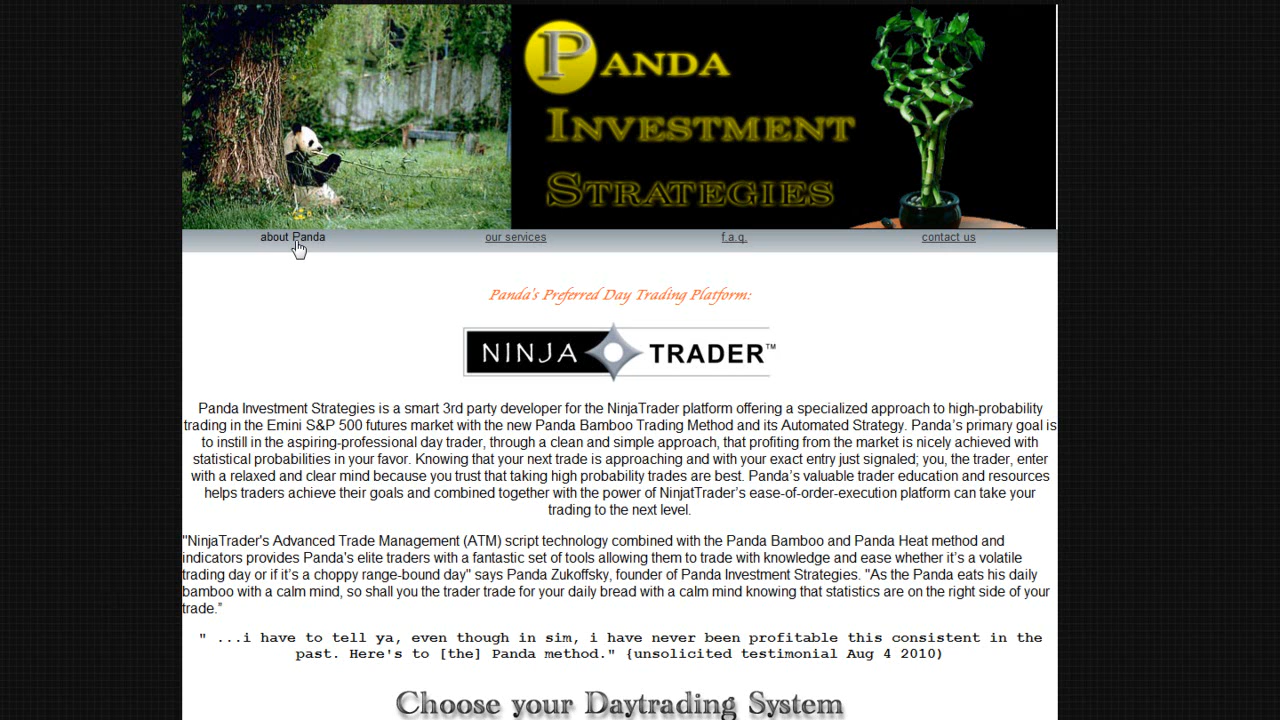 PANDA
INVESTMENT
STRATEGIES
about Panda our services f.a.q. contact us
Panda's Preferred Day Trading Platform:
NINJA TRADER™
Panda Investment Strategies is a smart 3rd party developer for the NinjaTrader platform offering a specialized approach to high-probability
trading in the Emini S&P 500 futures market with the new Panda Bamboo Trading Method and its Automated Strategy. Panda’s primary goal is
to instill in the aspiring-professional day trader, through a clean and simple approach, that profiting from the market is nicely achieved with
statistical probabilities in your favor. Knowing that your next trade is approaching and with your exact entry just signaled; you, the trader, enter
with a relaxed and clear mind because you trust that taking high probability trades are best. Panda’s valuable trader education and resources
helps traders achieve their goals and combined together with the power of NinjatTrader’s ease-of-order-execution platform can take your
trading to the next level.
"NinjaTrader's Advanced Trade Management (ATM) script technology combined with the Panda Bamboo and Panda Heat method and
indicators provides Panda's elite traders with a fantastic set of tools allowing them to trade with knowledge and ease whether it’s a volatile
trading day or if it’s a choppy range-bound day" says Panda Zukoffsky, founder of Panda Investment Strategies. "As the Panda eats his daily
bamboo with a calm mind, so shall you the trader trade for your daily bread with a calm mind knowing that statistics are on the right side of your
trade.”
" ...i have to tell ya, even though in sim, i have never been profitable this consistent in the
past. Here's to [the] Panda method." {unsolicited testimonial Aug 4 2010)
Choose your Daytrading System